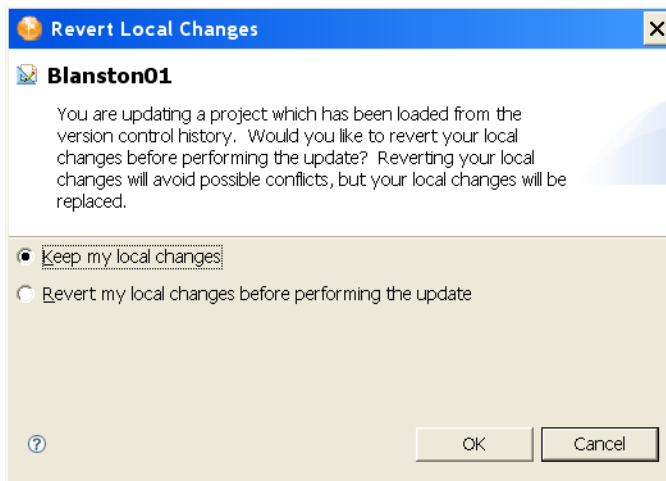 Revert Local Changes
Blanston01
You are updating a project which has been loaded from the
version control history. Would you like to revert your local
changes before performing the update? Reverting your local
changes will avoid possible conflicts, but your local changes will be
replaced.
Keep my local changes
Revert my local changes before performing the update
?
OK
Cancel